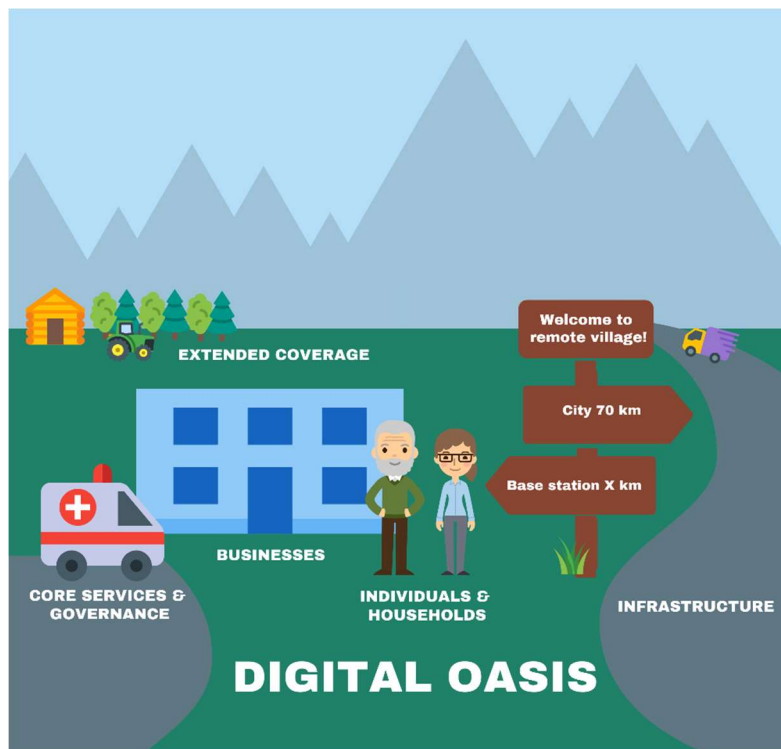 Welcome to
remote village!
EXTENDED COVERAGE
City 70 km
Base station X km
BUSINESSES
CORE SERVICES &
GOVERNANCE
INDIVIDUALS &
HOUSEHOLDS
INFRASTRUCTURE
DIGITAL OASIS